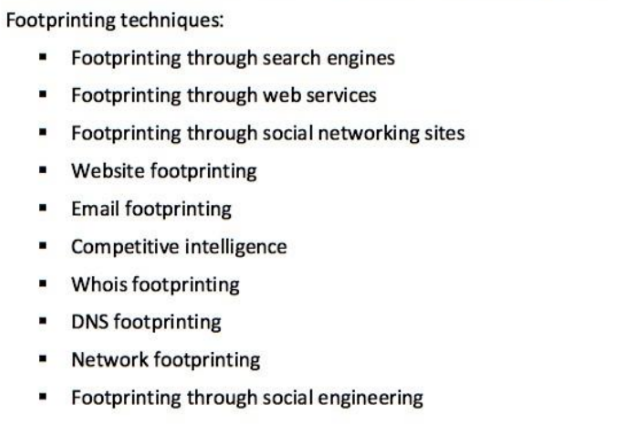 Footprinting techniques:
▪ Footprinting through search engines
▪ Footprinting through web services
▪ Footprinting through social networking sites
▪ Website footprinting
▪ Email footprinting
▪ Competitive intelligence
▪ Whois footprinting
▪ DNS footprinting
▪ Network footprinting
▪ Footprinting through social engineering